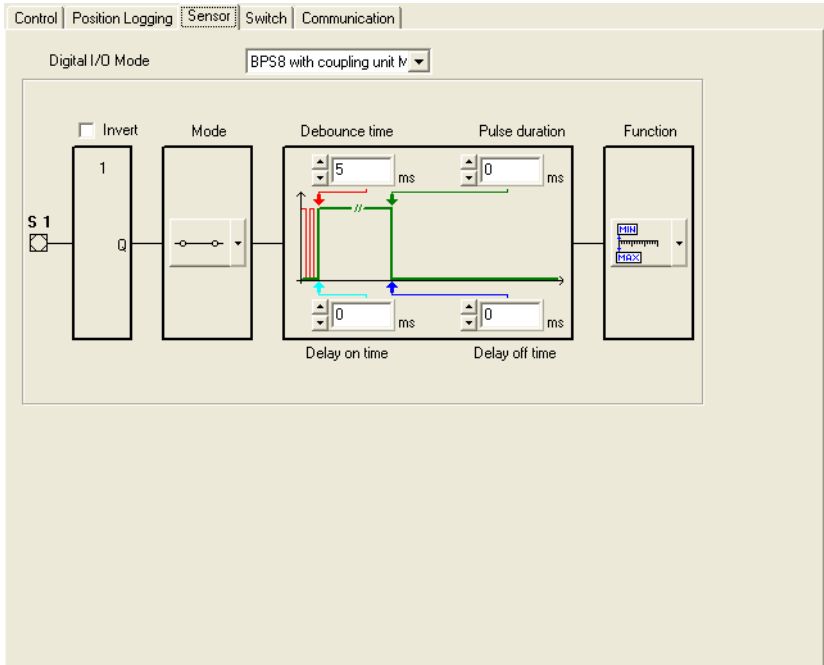 Control Position Logging Sensor Switch Communication
Digital I/O Mode BPS8 with coupling unit M
Invert Mode Debounce time Pulse duration Function
1 5 ms 0 ms
S 1
Q
MIN
MAX
0 ms 0 ms
Delay on time Delay off time